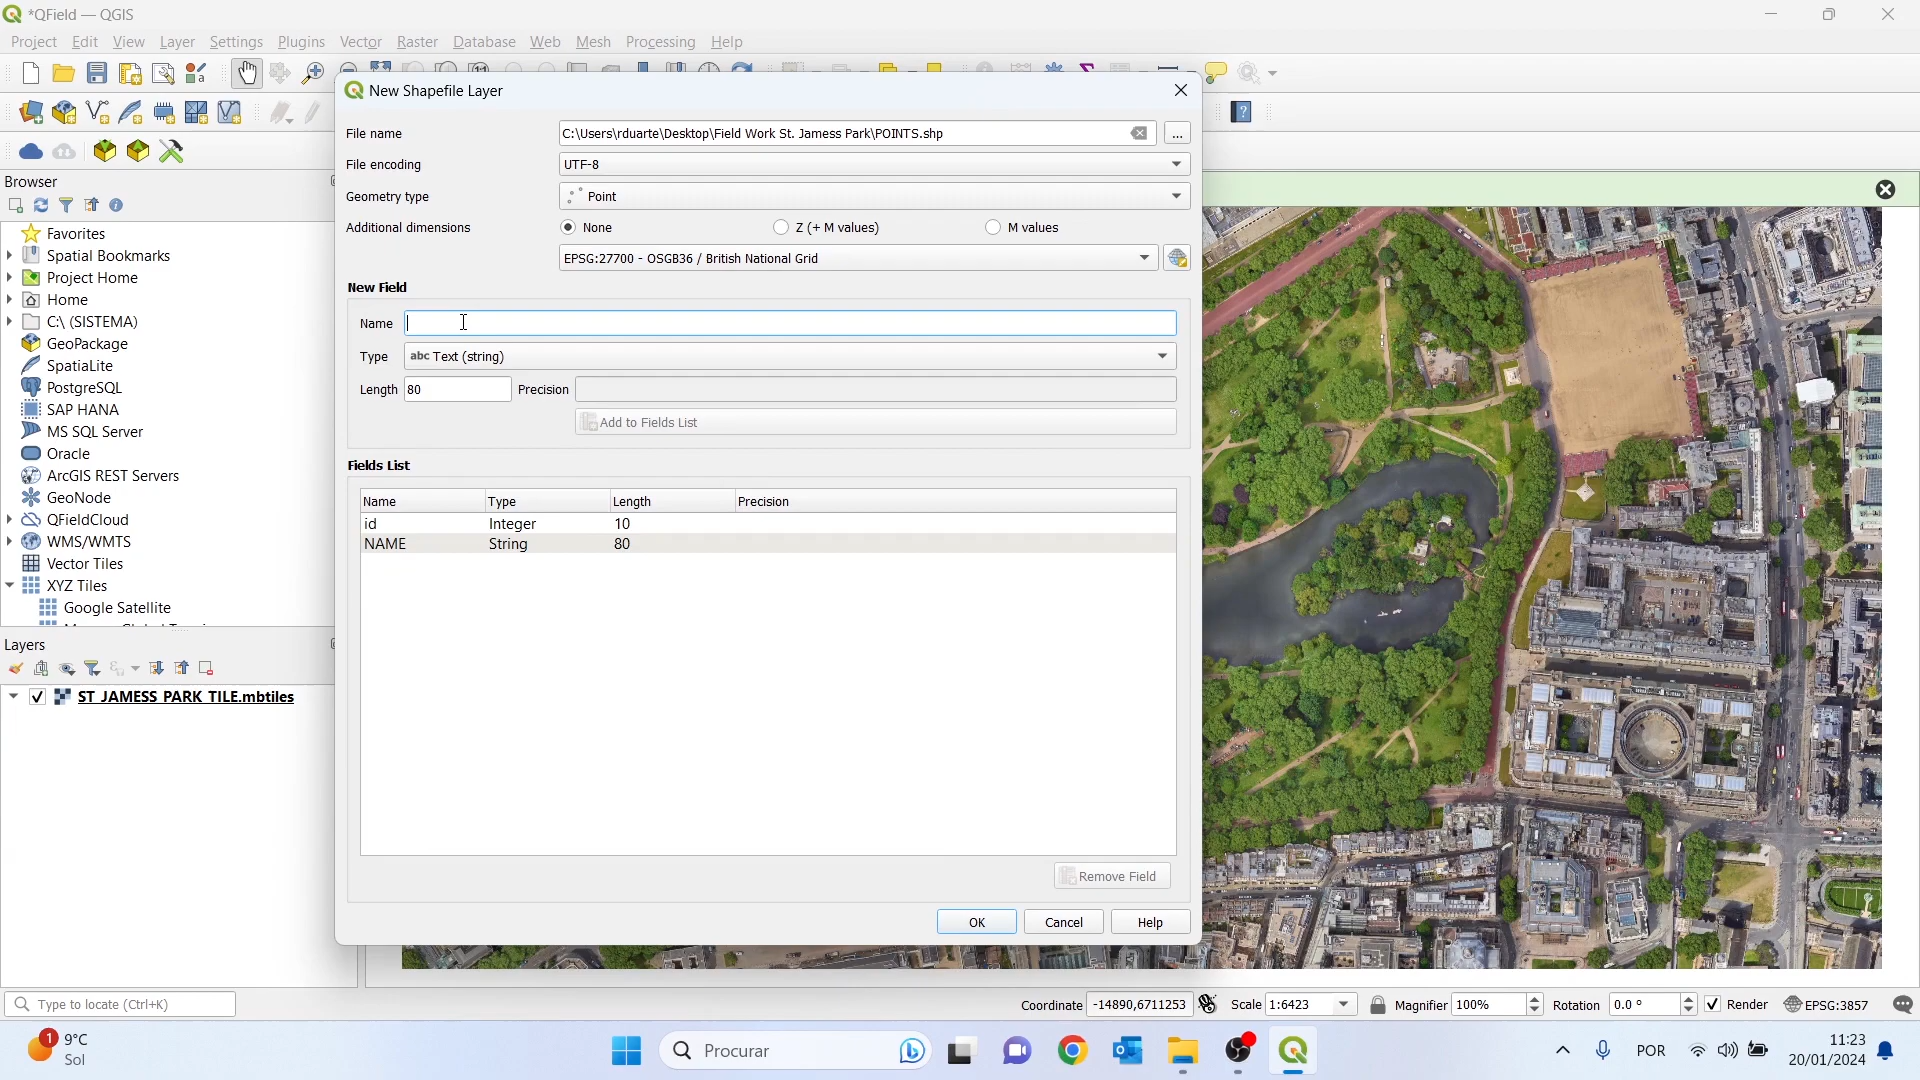 *QField — QGIS
Project Edit View Layer Settings Plugins Vector Raster Database Web Mesh Processing Help
New Shapefile Layer
File name C:\Users\rduarte\Desktop\Field Work St. Jamess Park\POINTS.shp ...
File encoding UTF-8
Geometry type Point
Additional dimensions None Z (+ M values) M values
EPSG:27700 - OSGB36 / British National Grid
New Field
Name
Type abc Text (string)
Length 80 Precision
Add to Fields List
Fields List
Name Type Length Precision
id Integer 10
NAME String 80
Remove Field
OK Cancel Help
Browser
Favorites
Spatial Bookmarks
Project Home
Home
C:\ (SISTEMA)
GeoPackage
SpatiaLite
PostgreSQL
SAP HANA
MS SQL Server
Oracle
ArcGIS REST Servers
GeoNode
QFieldCloud
WMS/WMTS
Vector Tiles
XYZ Tiles
Google Satellite
Layers
ST JAMESS PARK TILE.mbtiles
Type to locate (Ctrl+K) Coordinate -14890,6711253 Scale 1:6423 Magnifier 100% Rotation 0.0 ° Render EPSG:3857
1 9°C
Sol
Procurar
POR
11:23
20/01/2024